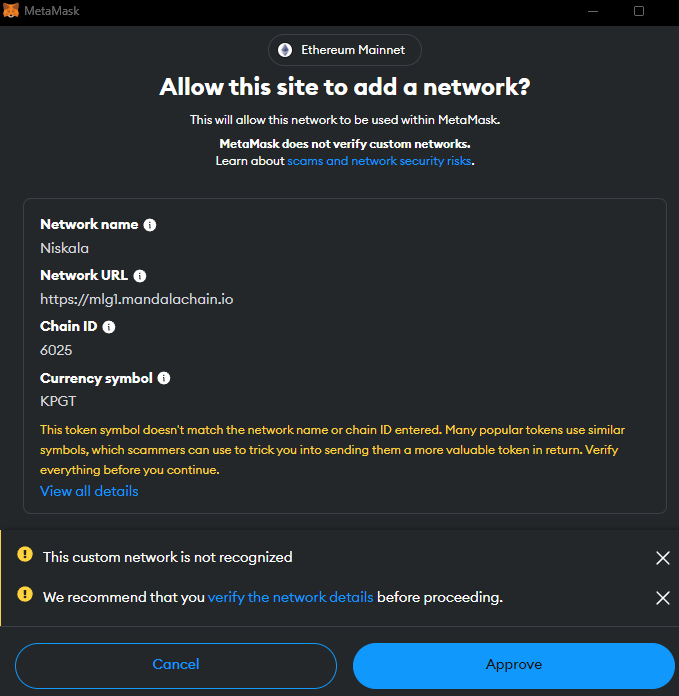 MetaMask
Ethereum Mainnet
Allow this site to add a network?
This will allow this network to be used within MetaMask.
MetaMask does not verify custom networks.
Learn about scams and network security risks.
Network name
Niskala
Network URL
https://mlg1.mandalachain.io
Chain ID
6025
Currency symbol
KPGT
This token symbol doesn't match the network name or chain ID entered. Many popular tokens use similar
symbols, which scammers can use to trick you into sending them a more valuable token in return. Verify
everything before you continue.
View all details
This custom network is not recognized
We recommend that you verify the network details before proceeding.
Cancel
Approve